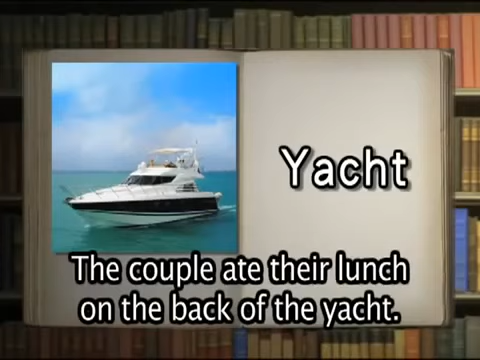 Yacht
The couple ate their lunch
on the back of the yacht.